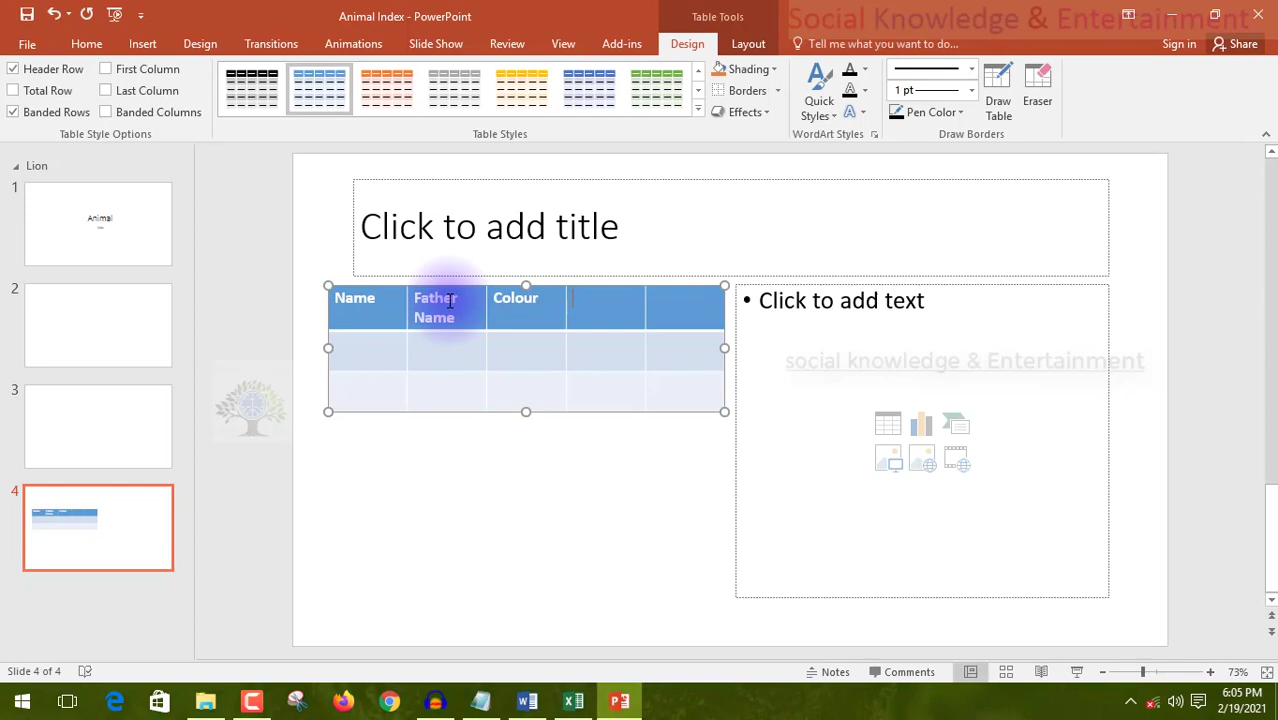 Animal Index - PowerPoint
Table Tools
Social Knowledge & Entertainment
File
Home
Insert
Design
Transitions
Animations
Slide Show
Review
View
Add-ins
Design
Layout
Tell me what you want to do...
Sign in
Share
Header Row
First Column
Total Row
Last Column
Banded Rows
Banded Columns
Table Style Options
Table Styles
Shading
Borders
Effects
Quick
Styles
A
A
A
A
WordArt Styles
1 pt
Pen Color
Draw
Table
Eraser
Draw Borders
Lion
1
Animal
2
3
4
Click to add title
Name
Father
Name
Colour
• Click to add text
social knowledge & Entertainment
Slide 4 of 4
Notes
Comments
73%
6:05 PM
2/19/2021